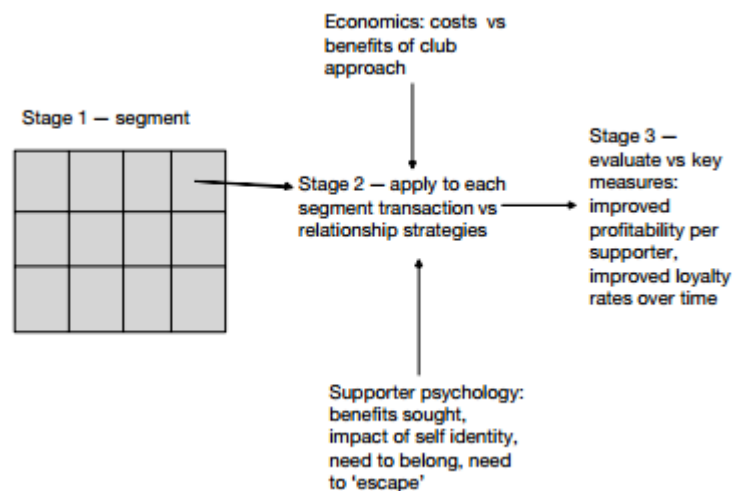 Economics: costs vs
benefits of club
approach
Stage 1 – segment
Stage 2 – apply to each
segment transaction vs
relationship strategies
Stage 3 –
evaluate vs key
measures:
improved
profitability per
supporter,
improved loyalty
rates over time
Supporter psychology:
benefits sought,
impact of self identity,
need to belong, need
to ‘escape’